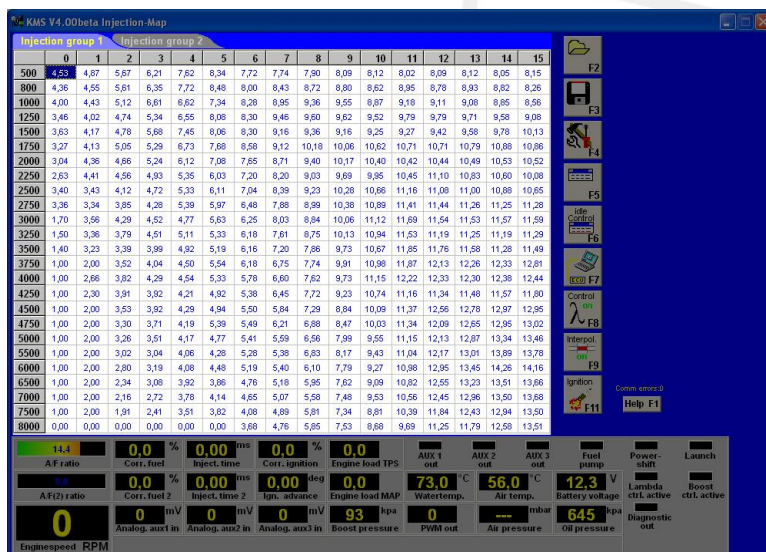 KMS V4.00beta Injection-Map
Injection group 1 Injection group 2
0 1 2 3 4 5 6 7 8 9 10 11 12 13 14 15
500 4,53 4,87 5,67 6,21 7,62 8,34 7,72 7,74 7,90 8,09 8,12 8,02 8,09 8,12 8,05 8,15
800 4,36 4,55 5,61 6,35 7,72 8,48 8,00 8,43 8,72 8,80 8,62 8,95 8,78 8,93 8,82 8,26
1000 4,00 4,43 5,12 6,61 6,62 7,34 8,28 8,95 9,36 9,55 8,87 9,18 9,11 9,08 8,85 8,56
1250 3,46 4,02 4,74 5,34 6,55 8,08 8,30 9,46 9,60 9,62 9,52 9,79 9,79 9,71 9,58 9,08
1500 3,63 4,17 4,78 5,68 7,45 8,06 8,30 9,16 9,36 9,16 9,25 9,27 9,42 9,58 9,78 10,13
1750 3,27 4,13 5,05 5,29 6,73 7,68 8,58 9,12 10,18 10,06 10,62 10,71 10,71 10,79 10,88 10,86
2000 3,04 4,36 4,66 5,24 6,12 7,08 7,65 8,71 9,40 10,17 10,40 10,42 10,44 10,49 10,53 10,52
2250 2,63 4,41 4,56 4,93 5,35 6,03 7,20 8,20 9,03 9,69 9,95 10,45 11,10 10,83 10,60 10,08
2500 3,40 3,43 4,12 4,72 5,33 6,11 7,04 8,39 9,23 10,28 10,66 11,16 11,08 11,00 10,88 10,65
2750 3,36 3,34 3,85 4,28 5,39 5,97 6,48 7,88 8,99 10,38 10,89 11,41 11,44 11,26 11,25 11,28
3000 1,70 3,56 4,29 4,52 4,77 5,63 6,25 8,03 8,84 10,06 11,12 11,69 11,54 11,53 11,57 11,59
3250 1,50 3,36 3,79 4,51 5,11 5,33 6,18 7,61 8,75 10,13 10,94 11,53 11,19 11,25 11,19 11,29
3500 1,40 3,23 3,39 3,99 4,92 5,19 6,16 7,20 7,86 9,73 10,67 11,85 11,76 11,58 11,28 11,49
3750 1,00 2,00 3,52 4,04 4,50 5,54 6,18 6,75 7,74 9,91 10,98 11,87 12,13 12,26 12,33 12,81
4000 1,00 2,66 3,82 4,29 4,54 5,33 5,78 6,60 7,62 9,73 11,15 12,22 12,33 12,30 12,38 12,44
4250 1,00 2,30 3,91 3,92 4,21 4,92 5,38 6,45 7,72 9,23 10,74 11,16 11,34 11,48 11,57 11,80
4500 1,00 2,00 3,53 3,92 4,29 4,94 5,50 5,84 7,29 8,84 10,09 11,37 12,56 12,78 12,97 12,95
4750 1,00 2,00 3,30 3,71 4,19 5,39 5,49 6,21 6,88 8,47 10,03 11,34 12,09 12,65 12,95 13,02
5000 1,00 2,00 3,26 3,51 4,17 4,77 5,41 5,59 6,56 7,99 9,55 11,15 12,13 12,87 13,34 13,46
5500 1,00 2,00 3,02 3,04 4,06 4,28 5,28 5,38 6,83 8,17 9,43 11,04 12,17 13,01 13,89 13,78
6000 1,00 2,00 2,80 3,19 4,08 4,48 5,19 5,40 6,10 7,79 9,27 10,98 12,95 13,45 14,26 14,16
6500 1,00 2,00 2,34 3,08 3,92 3,86 4,76 5,18 5,95 7,62 9,09 10,82 12,55 13,23 13,51 13,66
7000 1,00 2,00 2,16 2,72 3,78 4,14 4,65 5,07 5,58 7,48 9,53 10,56 12,45 12,96 13,50 13,68
7500 1,00 2,00 1,91 2,41 3,51 3,82 4,08 4,89 5,81 7,34 8,81 10,39 11,84 12,43 12,94 13,50
8000 0,00 0,00 0,00 0,00 0,00 0,00 3,68 4,76 5,85 7,53 8,68 9,69 11,25 11,79 12,58 13,51
F2
F3
F4
F5
idle
Control
F6
ECU F7
Control
on
λ F8
Interpol.
on
F9
Ignition
F11
Comm errors:0
Help F1
14.4
A/F ratio
0,0 %
Corr. fuel
0,00 ms
Inject. time
0,0 %
Corr. ignition
0,0
Engine load TPS
AUX 1
out
AUX 2
out
AUX 3
out
Fuel
pump
Power-
shift
Launch
A/F(2) ratio
0,0 %
Corr. fuel 2
0,00 ms
Inject. time 2
0,00 deg
Ign. advance
0,0
Engine load MAP
73,0 °C
Watertemp.
56,0 °C
Air temp.
12,3 V
Battery voltage
Lambda
ctrl. active
Boost
ctrl. active
0
Enginespeed RPM
0 mV
Analog. aux1 in
0 mV
Analog. aux2 in
0 mV
Analog. aux3 in
93 kpa
Boost pressure
0
PWM out
--- mbar
Air pressure
645 kpa
Oil pressure
Diagnostic
out